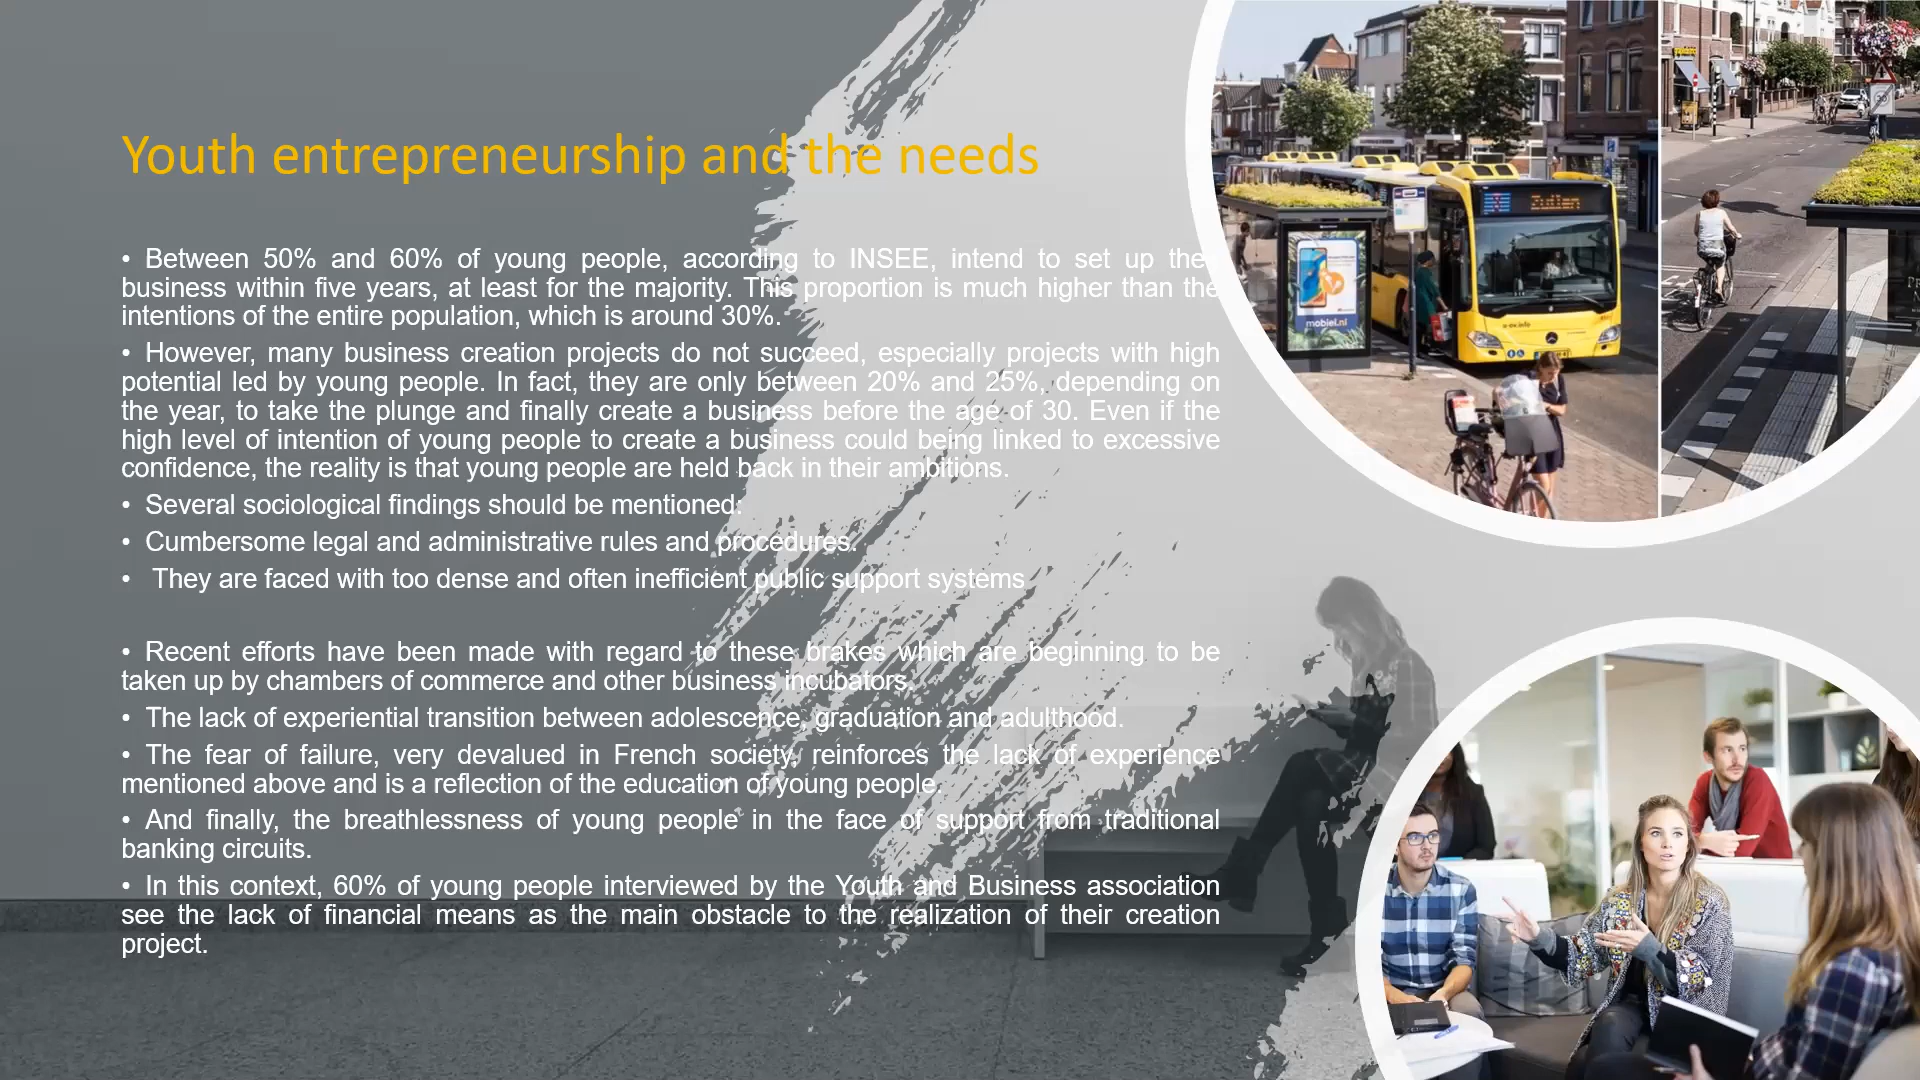 Youth entrepreneurship and the needs
• Between 50% and 60% of young people, according to INSEE, intend to set up the
business within five years, at least for the majority. This proportion is much higher than the
intentions of the entire population, which is around 30%.
• However, many business creation projects do not succeed, especially projects with high
potential led by young people. In fact, they are only between 20% and 25%, depending on
the year, to take the plunge and finally create a business before the age of 30. Even if the
high level of intention of young people to create a business could being linked to excessive
confidence, the reality is that young people are held back in their ambitions.
• Several sociological findings should be mentioned:
• Cumbersome legal and administrative rules and procedures.
• They are faced with too dense and often inefficient public support systems
• Recent efforts have been made with regard to these brakes which are beginning to be
taken up by chambers of commerce and other business incubators.
• The lack of experiential transition between adolescence, graduation and adulthood.
• The fear of failure, very devalued in French society, reinforces the lack of experience
mentioned above and is a reflection of the education of young people.
• And finally, the breathlessness of young people in the face of support from traditional
banking circuits.
• In this context, 60% of young people interviewed by the Youth and Business association
see the lack of financial means as the main obstacle to the realization of their creation
project.
Zuilen
mobiel.nl
u-ov.info